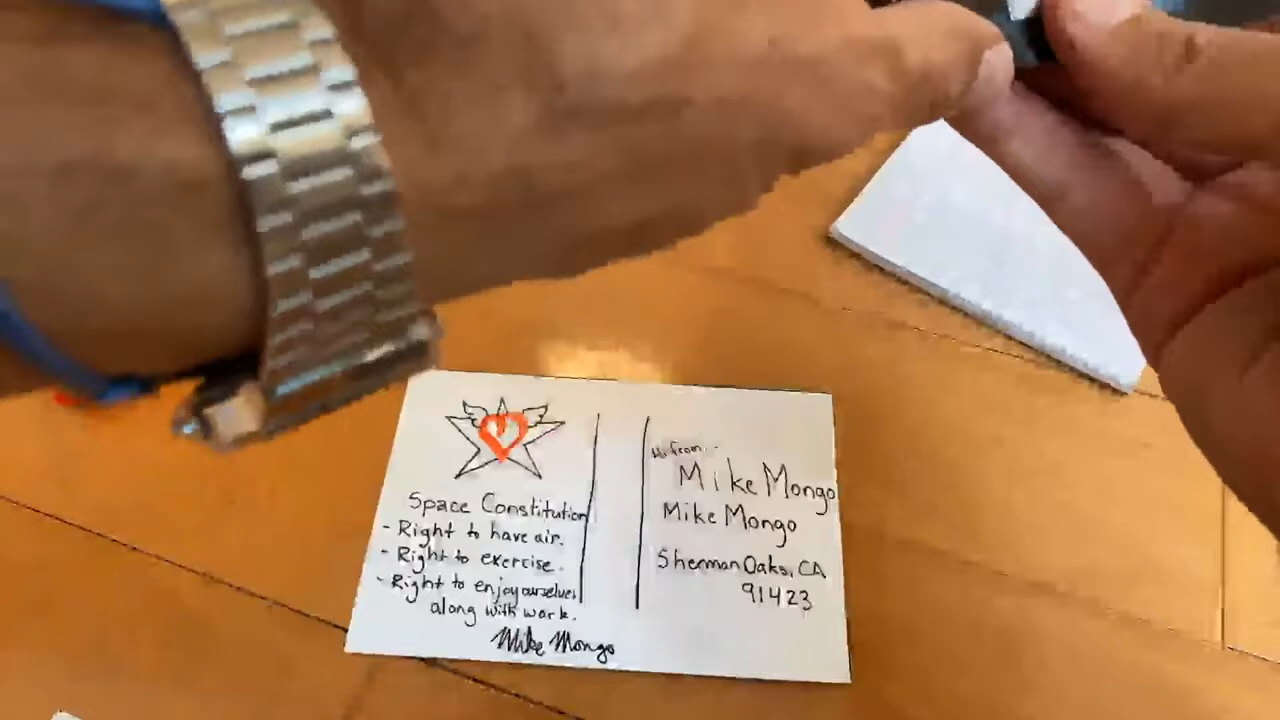 Space Constitution
- Right to have air.
- Right to exercise.
- Right to enjoy ourselves
along with work.
Mike Mongo
from:
Mike Mongo
Mike Mongo
Sherman Oaks, CA
91423